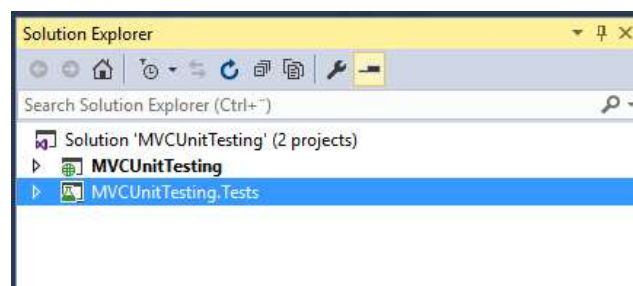 Solution Explorer
Search Solution Explorer (Ctrl+¨)
Solution 'MVCUnitTesting' (2 projects)
MVCUnitTesting
MVCUnitTesting.Tests